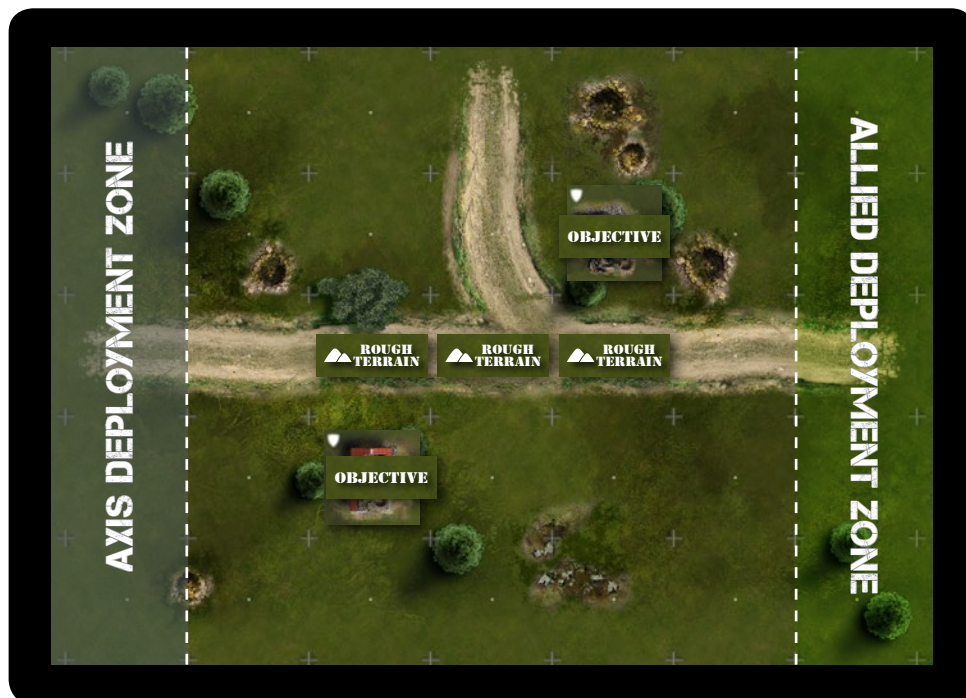 AXIS DEPLOYMENT ZONE
ALLIED DEPLOYMENT ZONE
OBJECTIVE
ROUGH
TERRAIN
ROUGH
TERRAIN
ROUGH
TERRAIN
OBJECTIVE